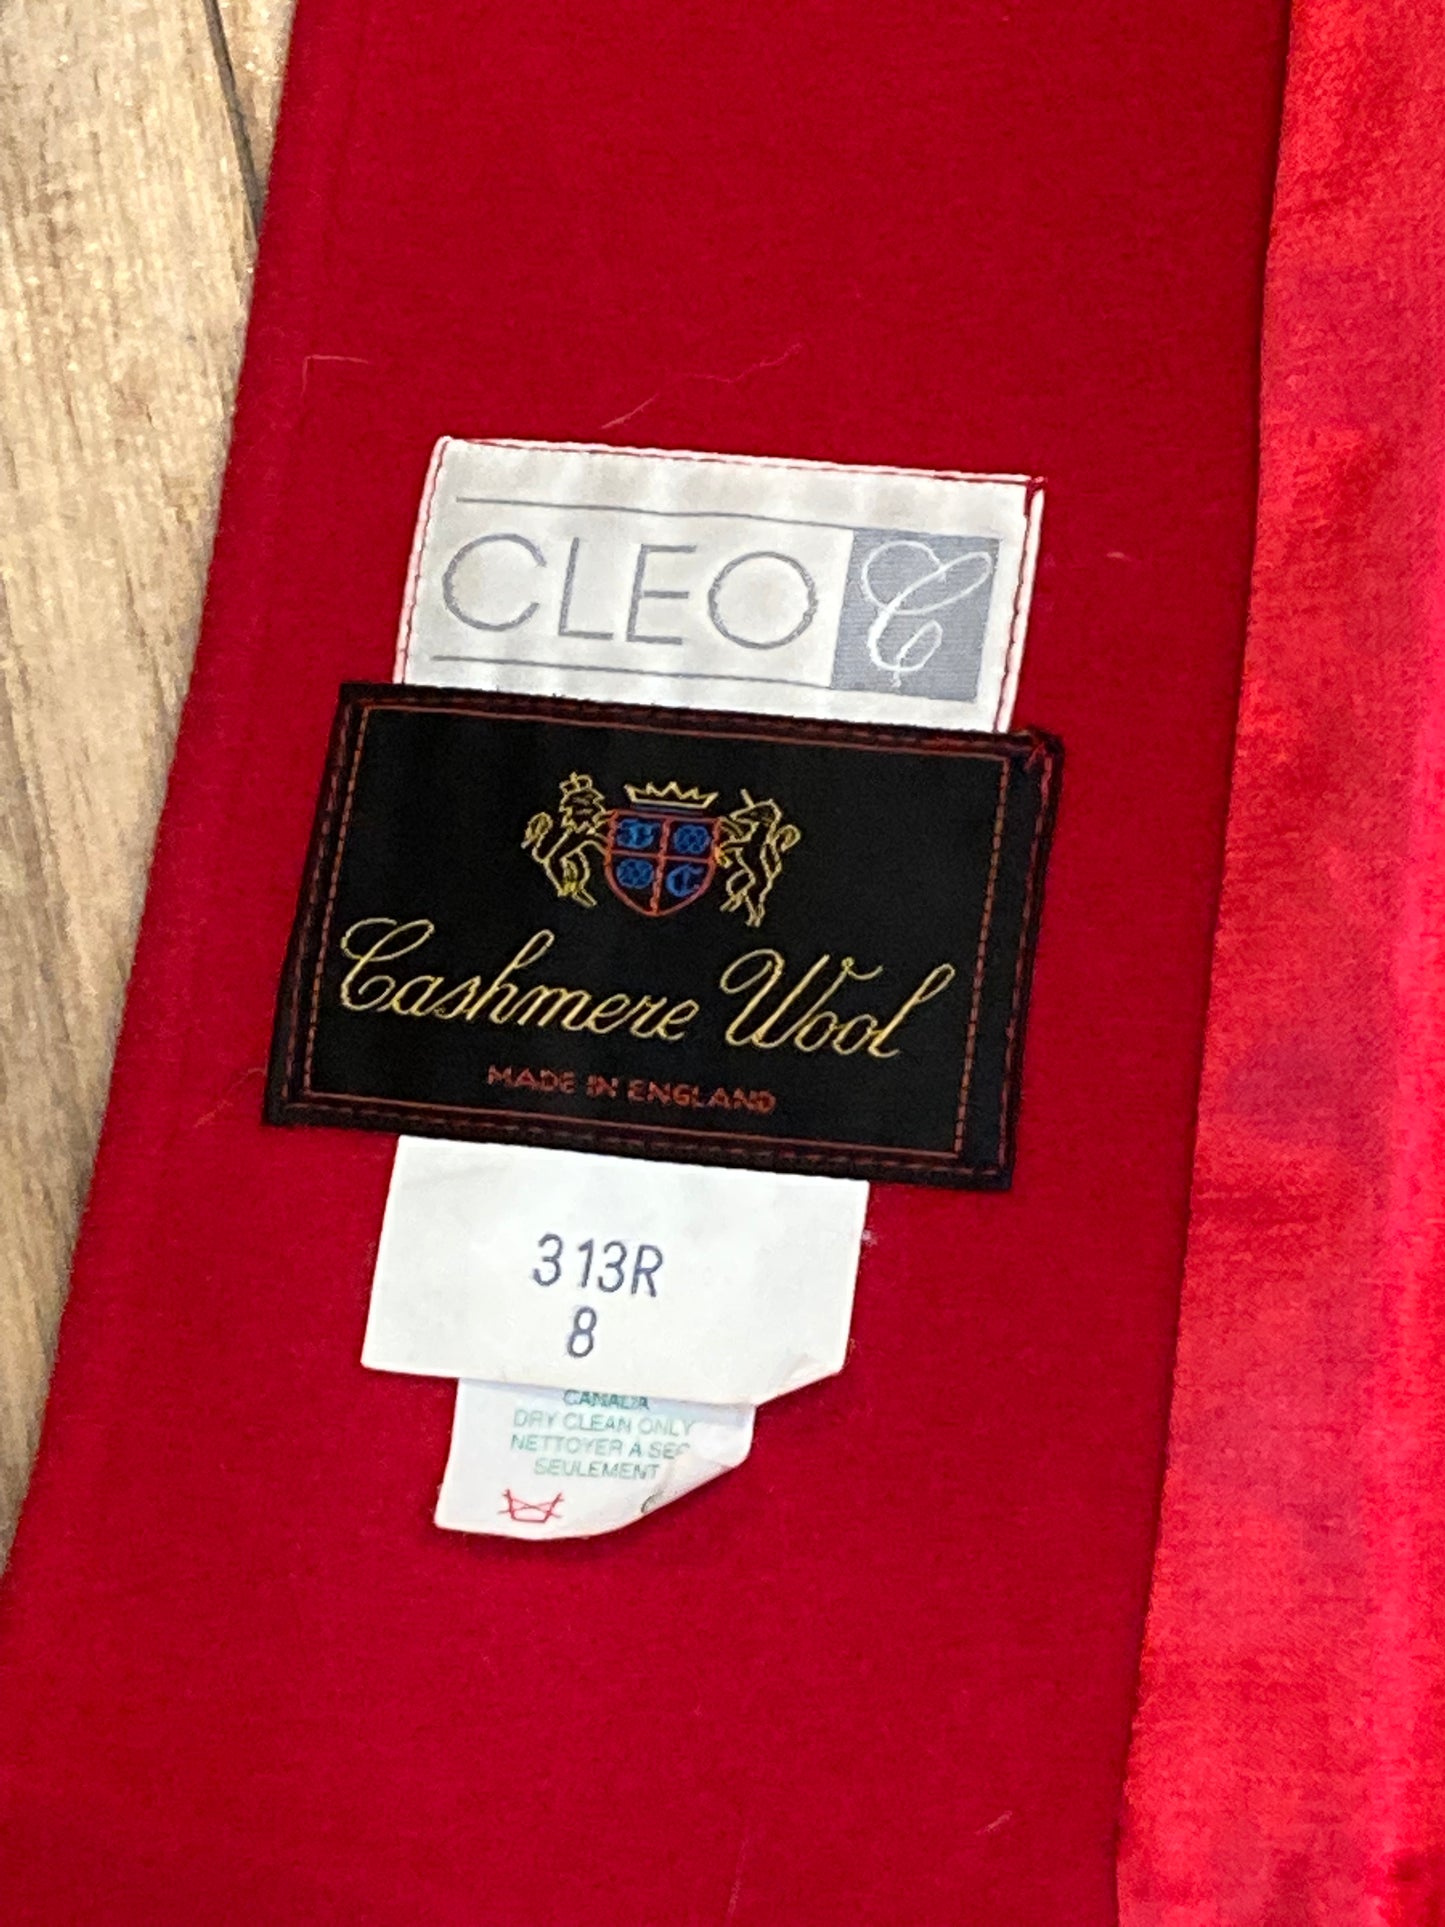 CLEO C
Cashmere Wool
MADE IN ENGLAND
313R
8
CANADA
DRY CLEAN ONLY
NETTOYER A SEC
SEULEMENT